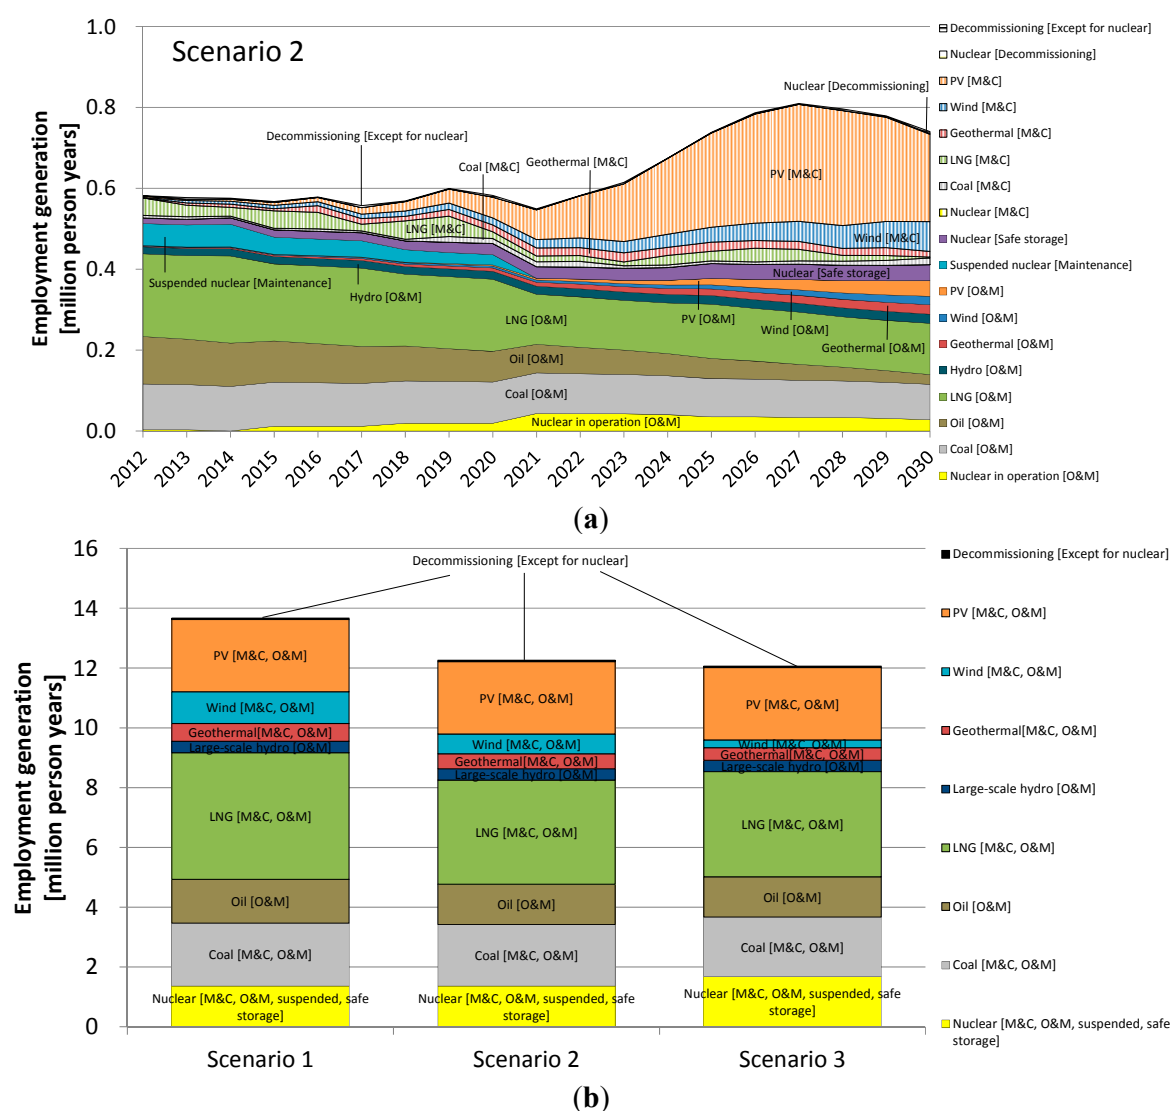 1.0
0.8
0.6
0.4
0.2
0.0
Employment generation
[million person years]
Scenario 2
Decommissioning [Except for nuclear]
Coal [M&C]
Geothermal [M&C]
Nuclear [Decommissioning]
PV [M&C]
LNG [M&C]
Wind [M&C]
Nuclear [Safe storage]
Suspended nuclear [Maintenance]
Hydro [O&M]
LNG [O&M]
PV [O&M]
Wind [O&M]
Geothermal [O&M]
Oil [O&M]
Coal [O&M]
Nuclear in operation [O&M]
2012
2013
2014
2015
2016
2017
2018
2019
2020
2021
2022
2023
2024
2025
2026
2027
2028
2029
2030
Decommissioning [Except for nuclear]
Nuclear [Decommissioning]
PV [M&C]
Wind [M&C]
Geothermal [M&C]
LNG [M&C]
Coal [M&C]
Nuclear [M&C]
Nuclear [Safe storage]
Suspended nuclear [Maintenance]
PV [O&M]
Wind [O&M]
Geothermal [O&M]
Hydro [O&M]
LNG [O&M]
Oil [O&M]
Coal [O&M]
Nuclear in operation [O&M]
(a)
16
14
12
10
8
6
4
2
0
Employment generation
[million person years]
Decommissioning [Except for nuclear]
PV [M&C, O&M]
Wind [M&C, O&M]
Geothermal[M&C, O&M]
Large-scale hydro [O&M]
LNG [M&C, O&M]
Oil [O&M]
Coal [M&C, O&M]
Nuclear [M&C, O&M, suspended, safe
storage]
PV [M&C, O&M]
Wind [M&C, O&M]
Geothermal[M&C, O&M]
Large-scale hydro [O&M]
LNG [M&C, O&M]
Oil [O&M]
Coal [M&C, O&M]
Nuclear [M&C, O&M, suspended, safe
storage]
PV [M&C, O&M]
Wind [M&C, O&M]
Geothermal[M&C, O&M]
Large-scale hydro [O&M]
LNG [M&C, O&M]
Oil [O&M]
Coal [M&C, O&M]
Nuclear [M&C, O&M, suspended, safe
storage]
Scenario 1
Scenario 2
Scenario 3
Decommissioning [Except for nuclear]
PV [M&C, O&M]
Wind [M&C, O&M]
Geothermal[M&C, O&M]
Large-scale hydro [O&M]
LNG [M&C, O&M]
Oil [O&M]
Coal [M&C, O&M]
Nuclear [M&C, O&M, suspended, safe
storage]
(b)